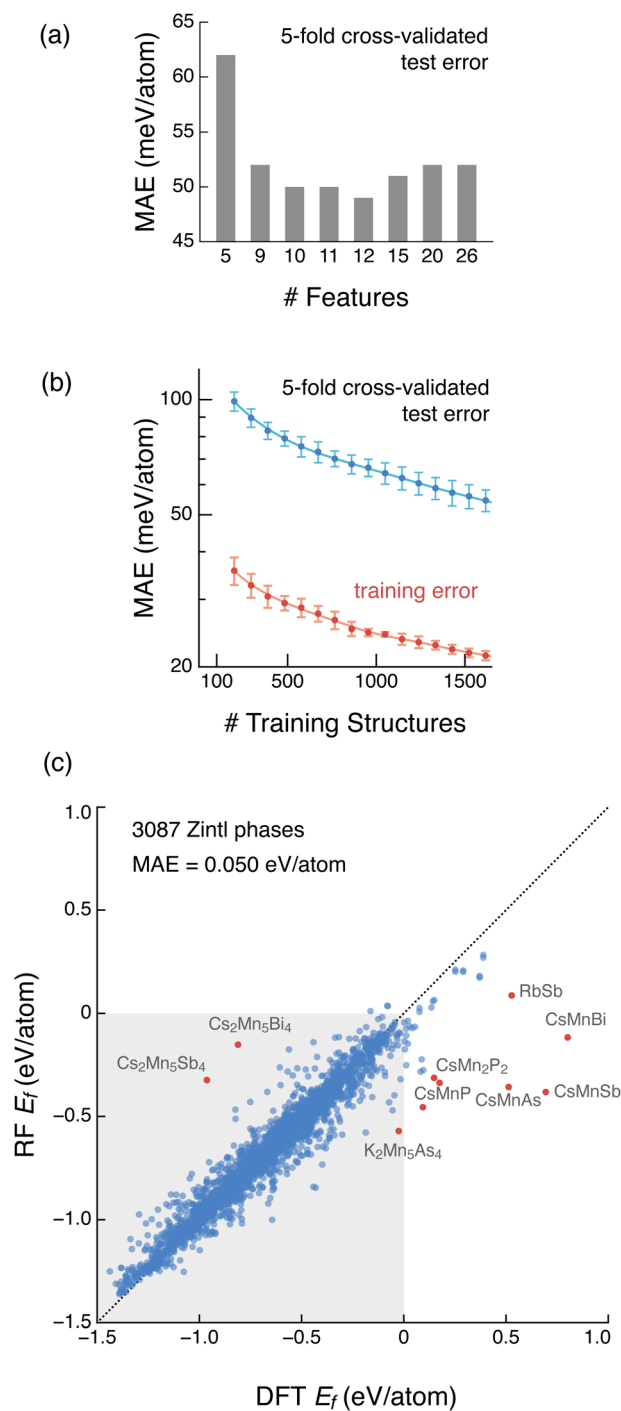 (a)
5-fold cross-validated
test error
MAE (meV/atom)
65
60
55
50
45
5 9 10 11 12 15 20 26
# Features
(b)
5-fold cross-validated
test error
MAE (meV/atom)
100
50
20
training error
100 500 1000 1500
# Training Structures
(c)
3087 Zintl phases
MAE = 0.050 eV/atom
RF E_f (eV/atom)
1.0
0.5
0
−0.5
−1.0
−1.5
RbSb
CsMnBi
Cs₂Mn₅Bi₄
Cs₂Mn₅Sb₄
CsMn₂P₂
CsMnP
CsMnAs
CsMnSb
K₂Mn₅As₄
−1.5 −1.0 −0.5 0 0.5 1.0
DFT E_f (eV/atom)